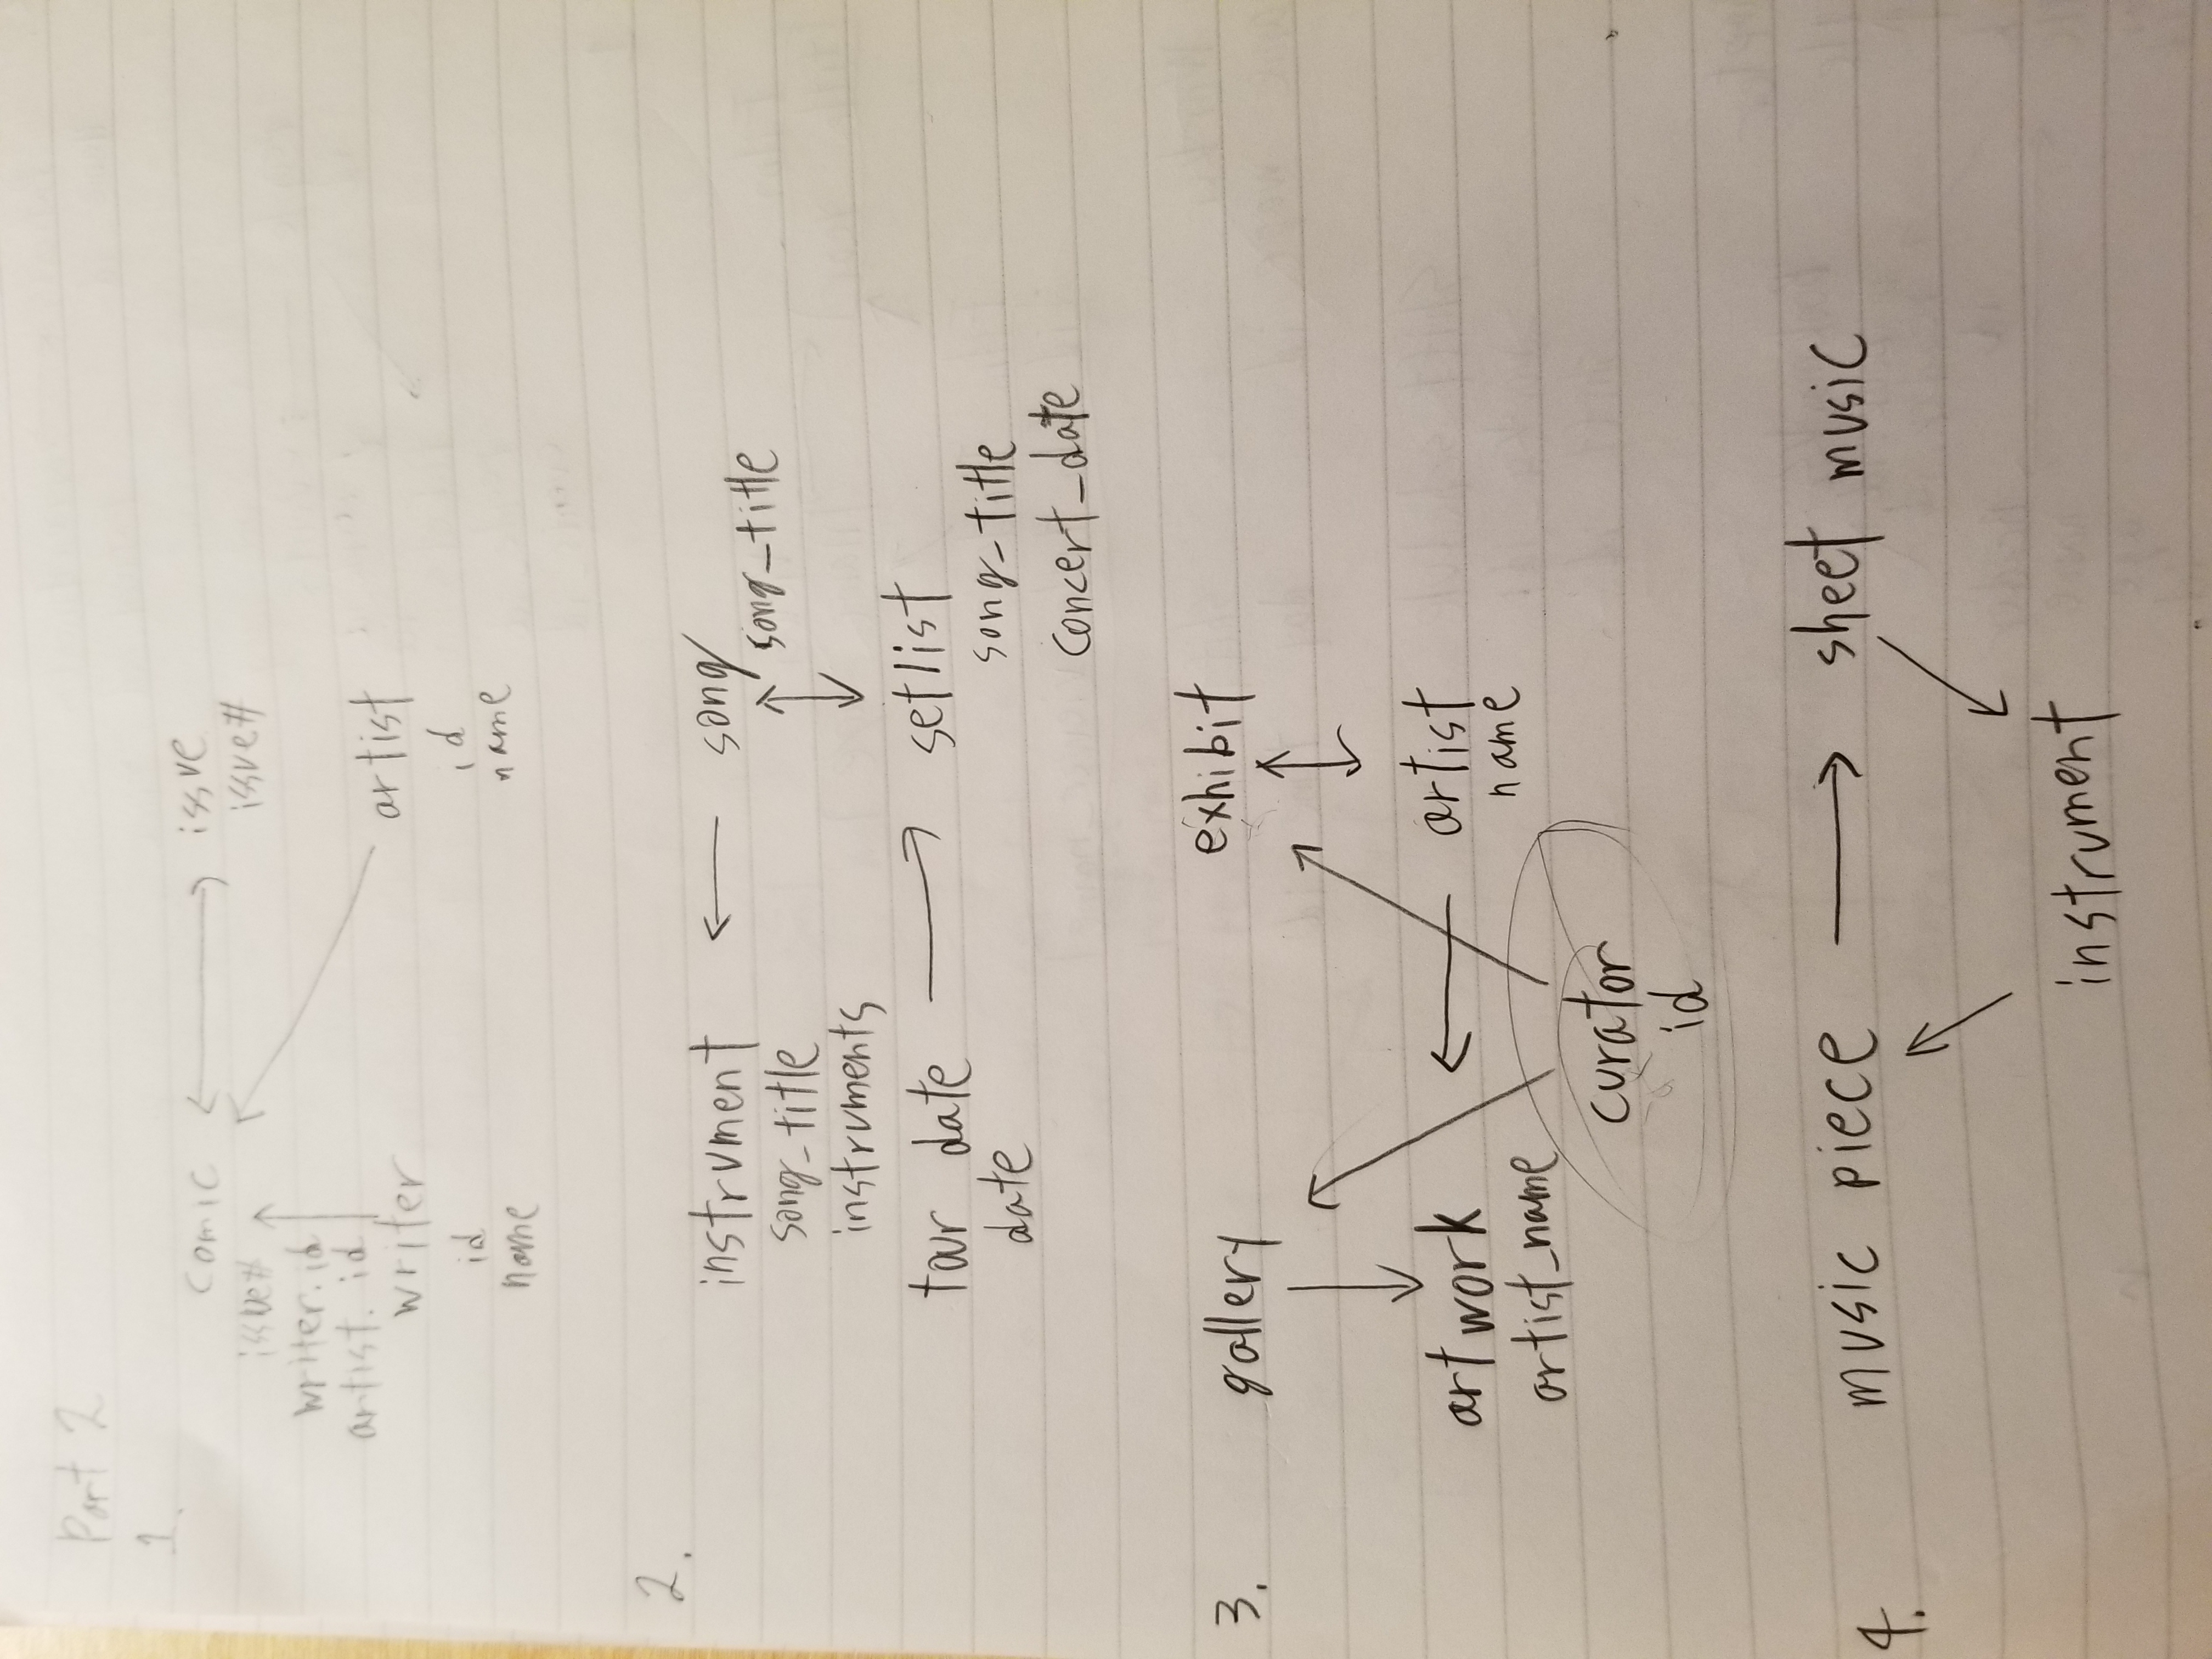 Part 2
1.
comic issue
issue# issue#
writer.id
artist.id
writer artist
id id
name name
2.
instrument song
song_title song_title
instruments
tour date setlist
date song_title
concert_date
3. gallery exhibit
artwork artist
artist_name name
curator
id
4. music piece sheet music
instrument